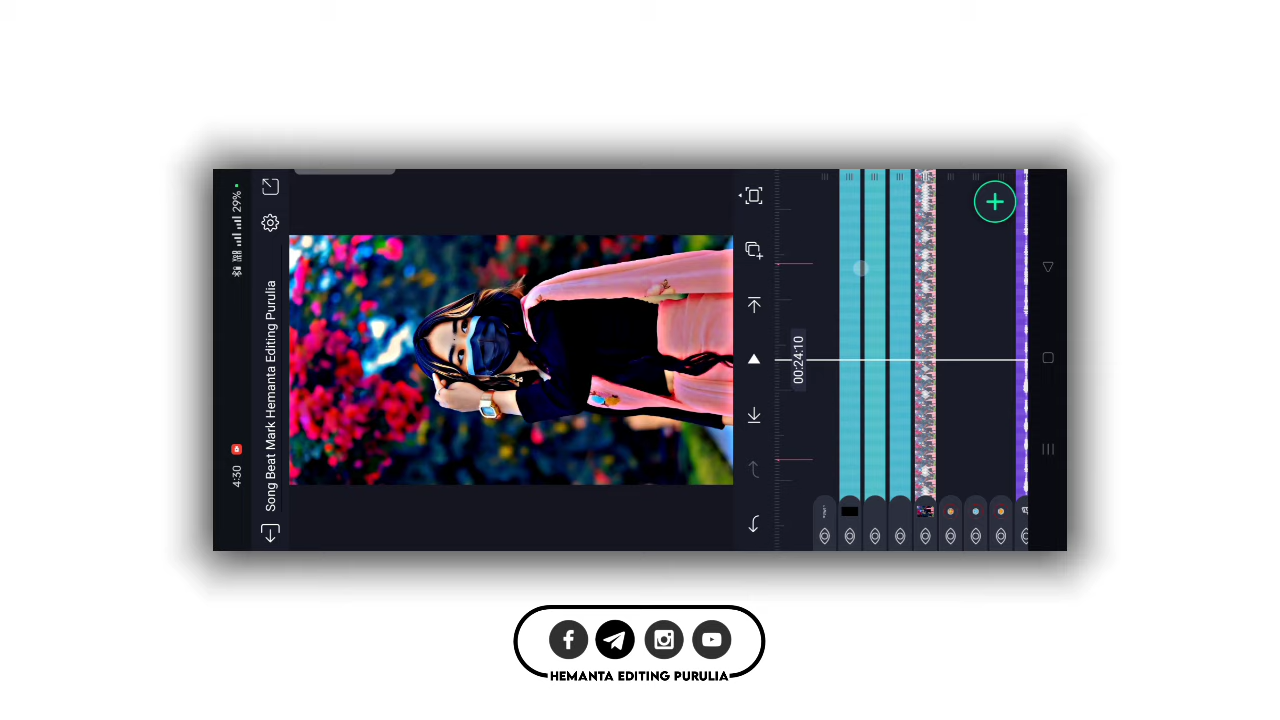 4:30
29%
Song Beat Mark Hemanta Editing Purulia
00:24:10
HEMANTA EDITING PURULIA